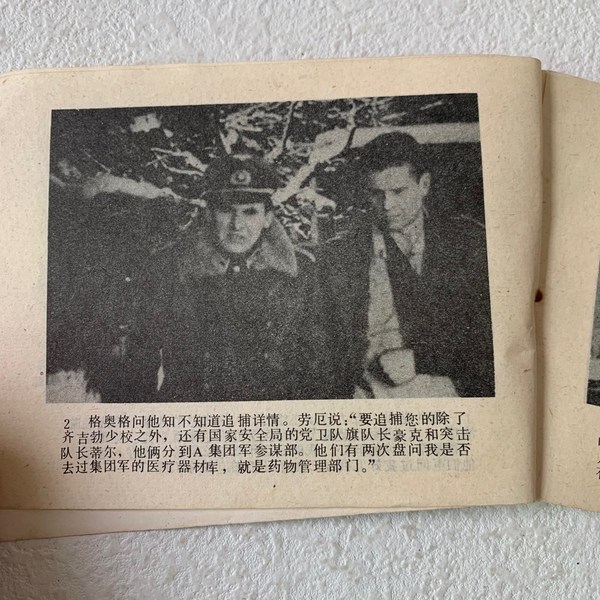 2 格奥格问他知不知道追捕详情。劳厄说：“要追捕您的除了
齐吉勃少校之外，还有国家安全局的党卫队旗队长豪克和突击
队长蒂尔，他俩分到A集团军参谋部。他们有两次盘问我是否
去过集团军的医疗器材库，就是药物管理部门。”